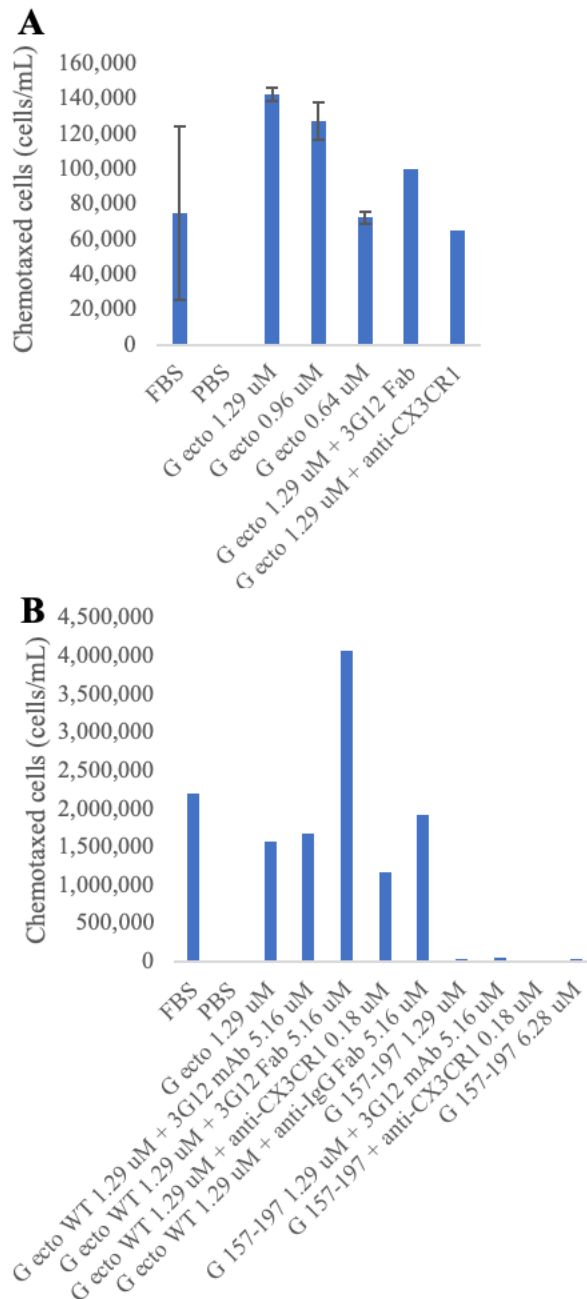 A
Chemotaxed cells (cells/mL)
160,000
140,000
120,000
100,000
80,000
60,000
40,000
20,000
0
FBS
PBS
G ecto 1.29 uM
G ecto 0.96 uM
G ecto 0.64 uM
G ecto 1.29 uM + 3G12 Fab
G ecto 1.29 uM + anti-CX3CR1
B
Chemotaxed cells (cells/mL)
4,500,000
4,000,000
3,500,000
3,000,000
2,500,000
2,000,000
1,500,000
1,000,000
500,000
0
FBS
PBS
G ecto 1.29 uM
G ecto WT 1.29 uM + 3G12 mAb 5.16 uM
G ecto WT 1.29 uM + 3G12 Fab 5.16 uM
G ecto WT 1.29 uM + anti-CX3CR1 0.18 uM
G ecto WT 1.29 uM + anti-IgG Fab 5.16 uM
G 157-197 1.29 uM
G 157-197 1.29 uM + 3G12 mAb 5.16 uM
G 157-197 + anti-CX3CR1 0.18 uM
G 157-197 6.28 uM